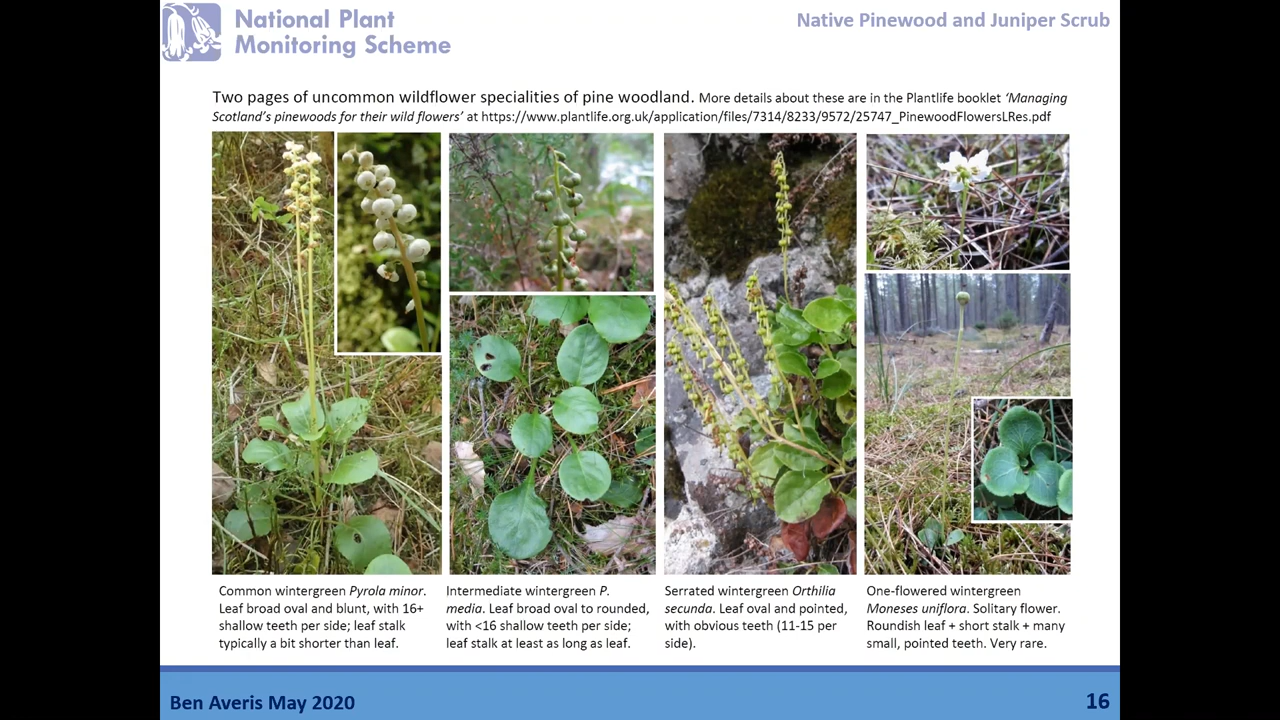 National Plant
Monitoring Scheme
Native Pinewood and Juniper Scrub
Two pages of uncommon wildflower specialities of pine woodland. More details about these are in the Plantlife booklet ‘Managing
Scotland’s pinewoods for their wild flowers’ at https://www.plantlife.org.uk/application/files/7314/8233/9572/25747_PinewoodFlowersLRes.pdf
Common wintergreen Pyrola minor.
Leaf broad oval and blunt, with 16+
shallow teeth per side; leaf stalk
typically a bit shorter than leaf.
Intermediate wintergreen P.
media. Leaf broad oval to rounded,
with <16 shallow teeth per side;
leaf stalk at least as long as leaf.
Serrated wintergreen Orthilia
secunda. Leaf oval and pointed,
with obvious teeth (11-15 per
side).
One-flowered wintergreen
Moneses uniflora. Solitary flower.
Roundish leaf + short stalk + many
small, pointed teeth. Very rare.
Ben Averis May 2020
16